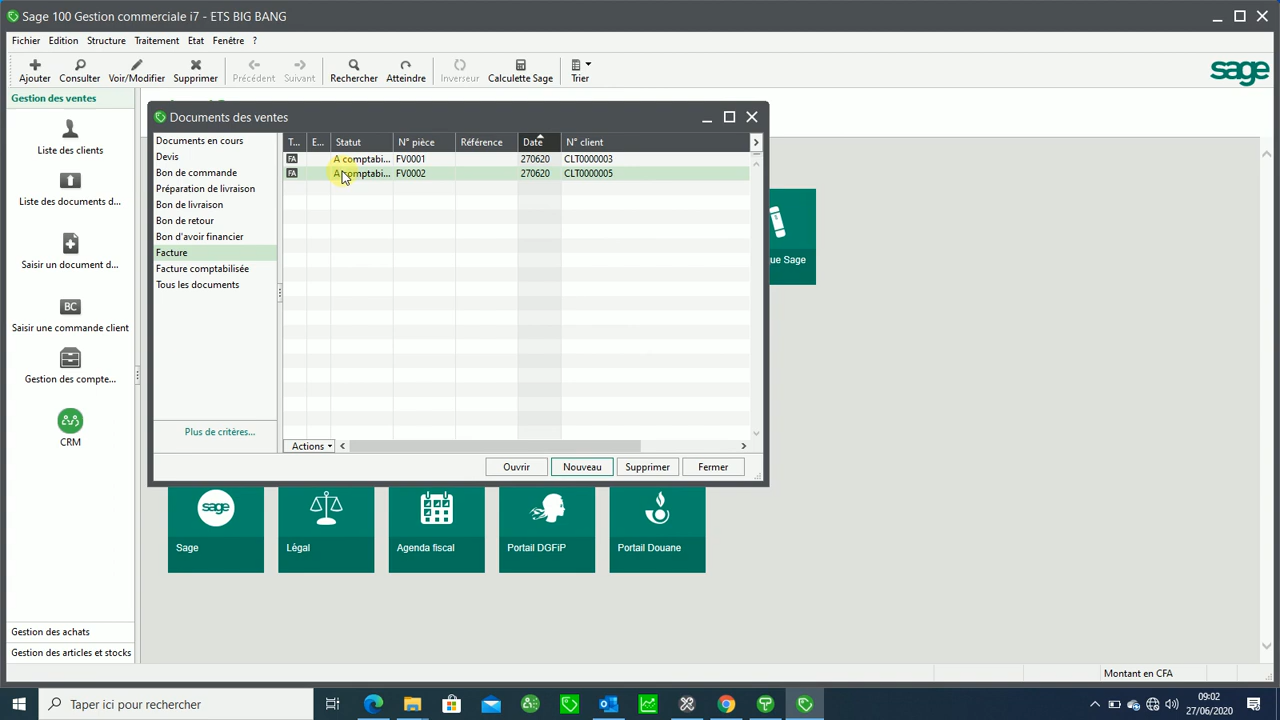 Sage 100 Gestion commerciale i7 - ETS BIG BANG
Fichier Edition Structure Traitement Etat Fenêtre ?
Ajouter Consulter Voir/Modifier Supprimer Précédent Suivant Rechercher Atteindre Inverseur Calculette Sage Trier
sage
Gestion des ventes
Liste des clients
Liste des documents d...
Saisir un document d...
BC
Saisir une commande client
Gestion des compte...
CRM
Gestion des achats
Gestion des articles et stocks
Documents des ventes
Documents en cours
Devis
Bon de commande
Préparation de livraison
Bon de livraison
Bon de retour
Bon d'avoir financier
Facture
Facture comptabilisée
Tous les documents
Plus de critères...
T... E... Statut N° pièce Référence Date N° client
FA A comptabi... FV0001 270620 CLT0000003
FA A comptabi... FV0002 270620 CLT0000005
Actions
Ouvrir Nouveau Supprimer Fermer
ue Sage
sage
Sage Légal Agenda fiscal Portail DGFiP Portail Douane
Montant en CFA
Taper ici pour rechercher
09:02
27/06/2020